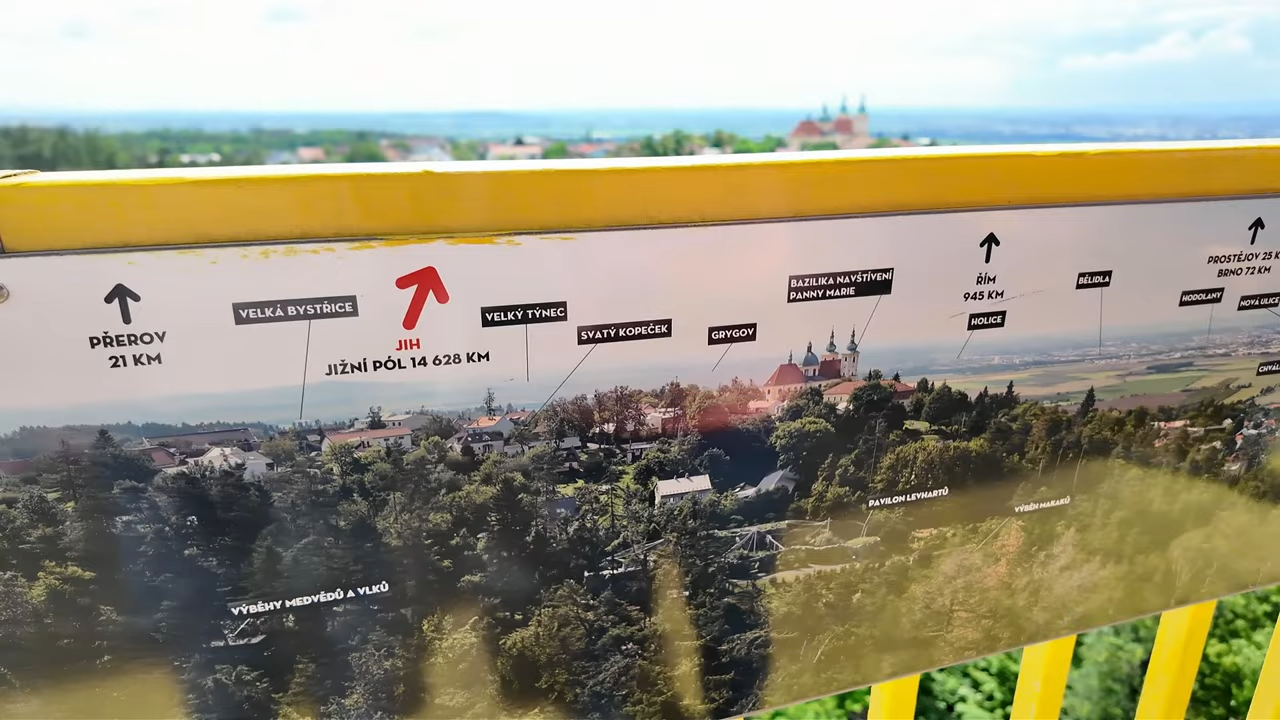 PŘEROV
21 KM
VELKÁ BYSTŘICE
JIH
JIŽNÍ PÓL 14 628 KM
VELKÝ TÝNEC
SVATÝ KOPEČEK
GRYGOV
BAZILIKA NAVŠTÍVENÍ
PANNY MARIE
ŘÍM
945 KM
HOLICE
BĚLIDLA
PROSTĚJOV 25 K
BRNO 72 KM
HODOLANY
NOVÁ ULICE
CHVÁL
PAVILON LEVHARTŮ
VÝBĚH MAKAKŮ
VÝBĚHY MEDVĚDŮ A VLKŮ